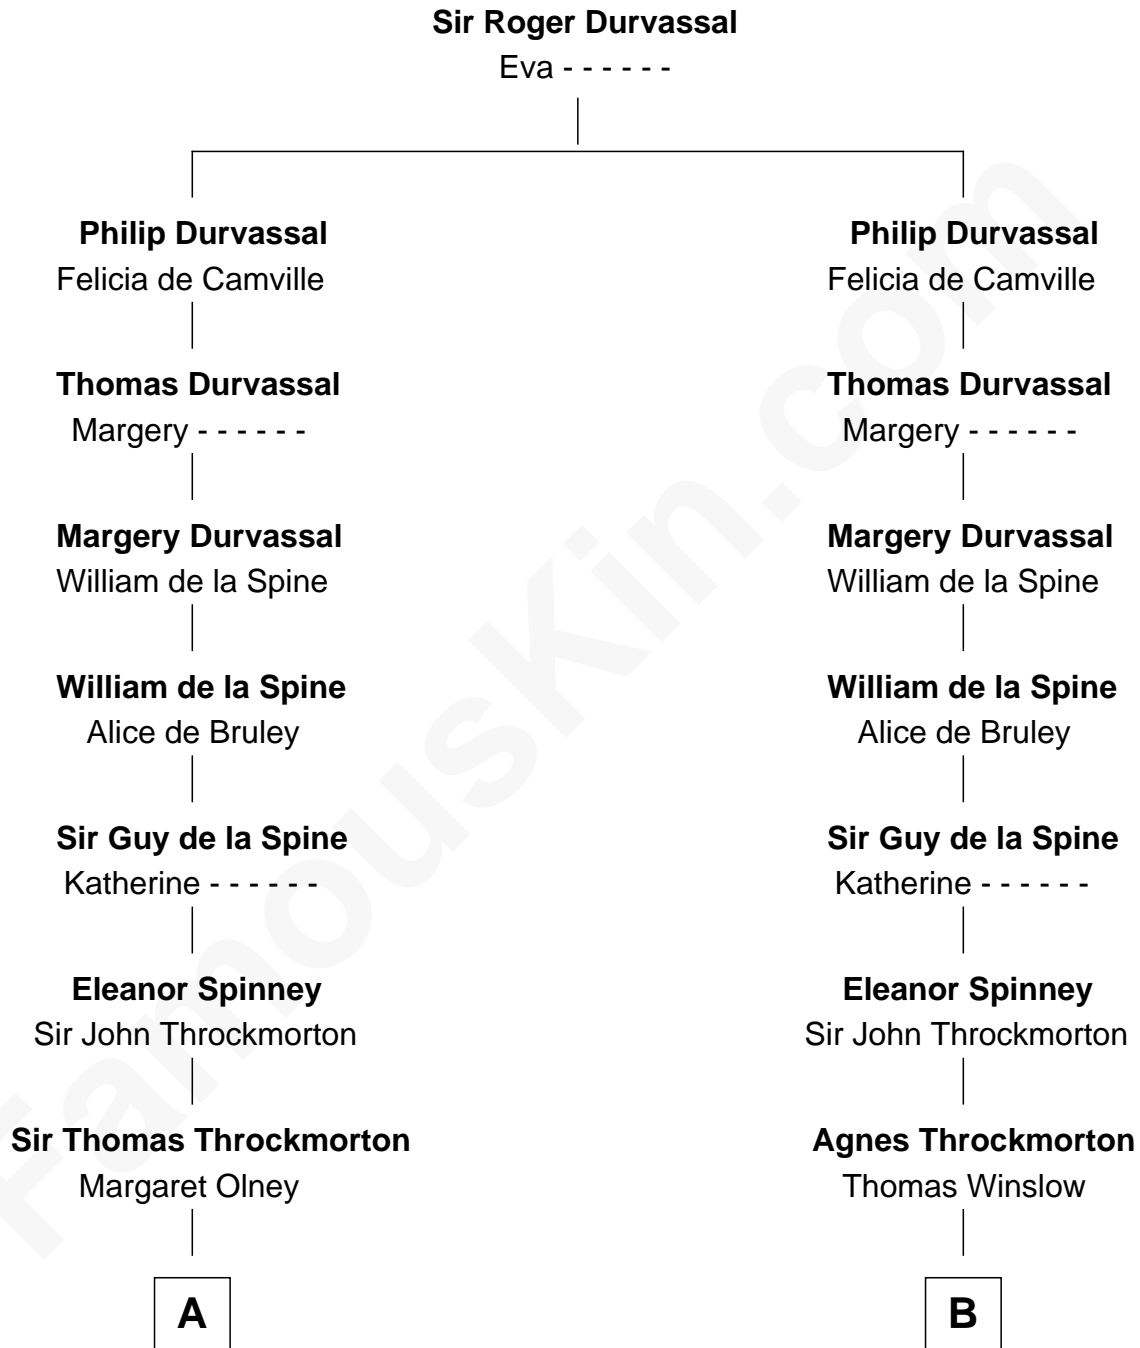 Sir Roger Durvassal
Eva - - - - - -
Philip Durvassal
Felicia de Camville
Thomas Durvassal
Margery - - - - - -
Margery Durvassal
William de la Spine
William de la Spine
Alice de Bruley
Sir Guy de la Spine
Katherine - - - - - -
Eleanor Spinney
Sir John Throckmorton
Sir Thomas Throckmorton
Margaret Olney
A
Philip Durvassal
Felicia de Camville
Thomas Durvassal
Margery - - - - - -
Margery Durvassal
William de la Spine
William de la Spine
Alice de Bruley
Sir Guy de la Spine
Katherine - - - - - -
Eleanor Spinney
Sir John Throckmorton
Agnes Throckmorton
Thomas Winslow
B
FamousKin.com